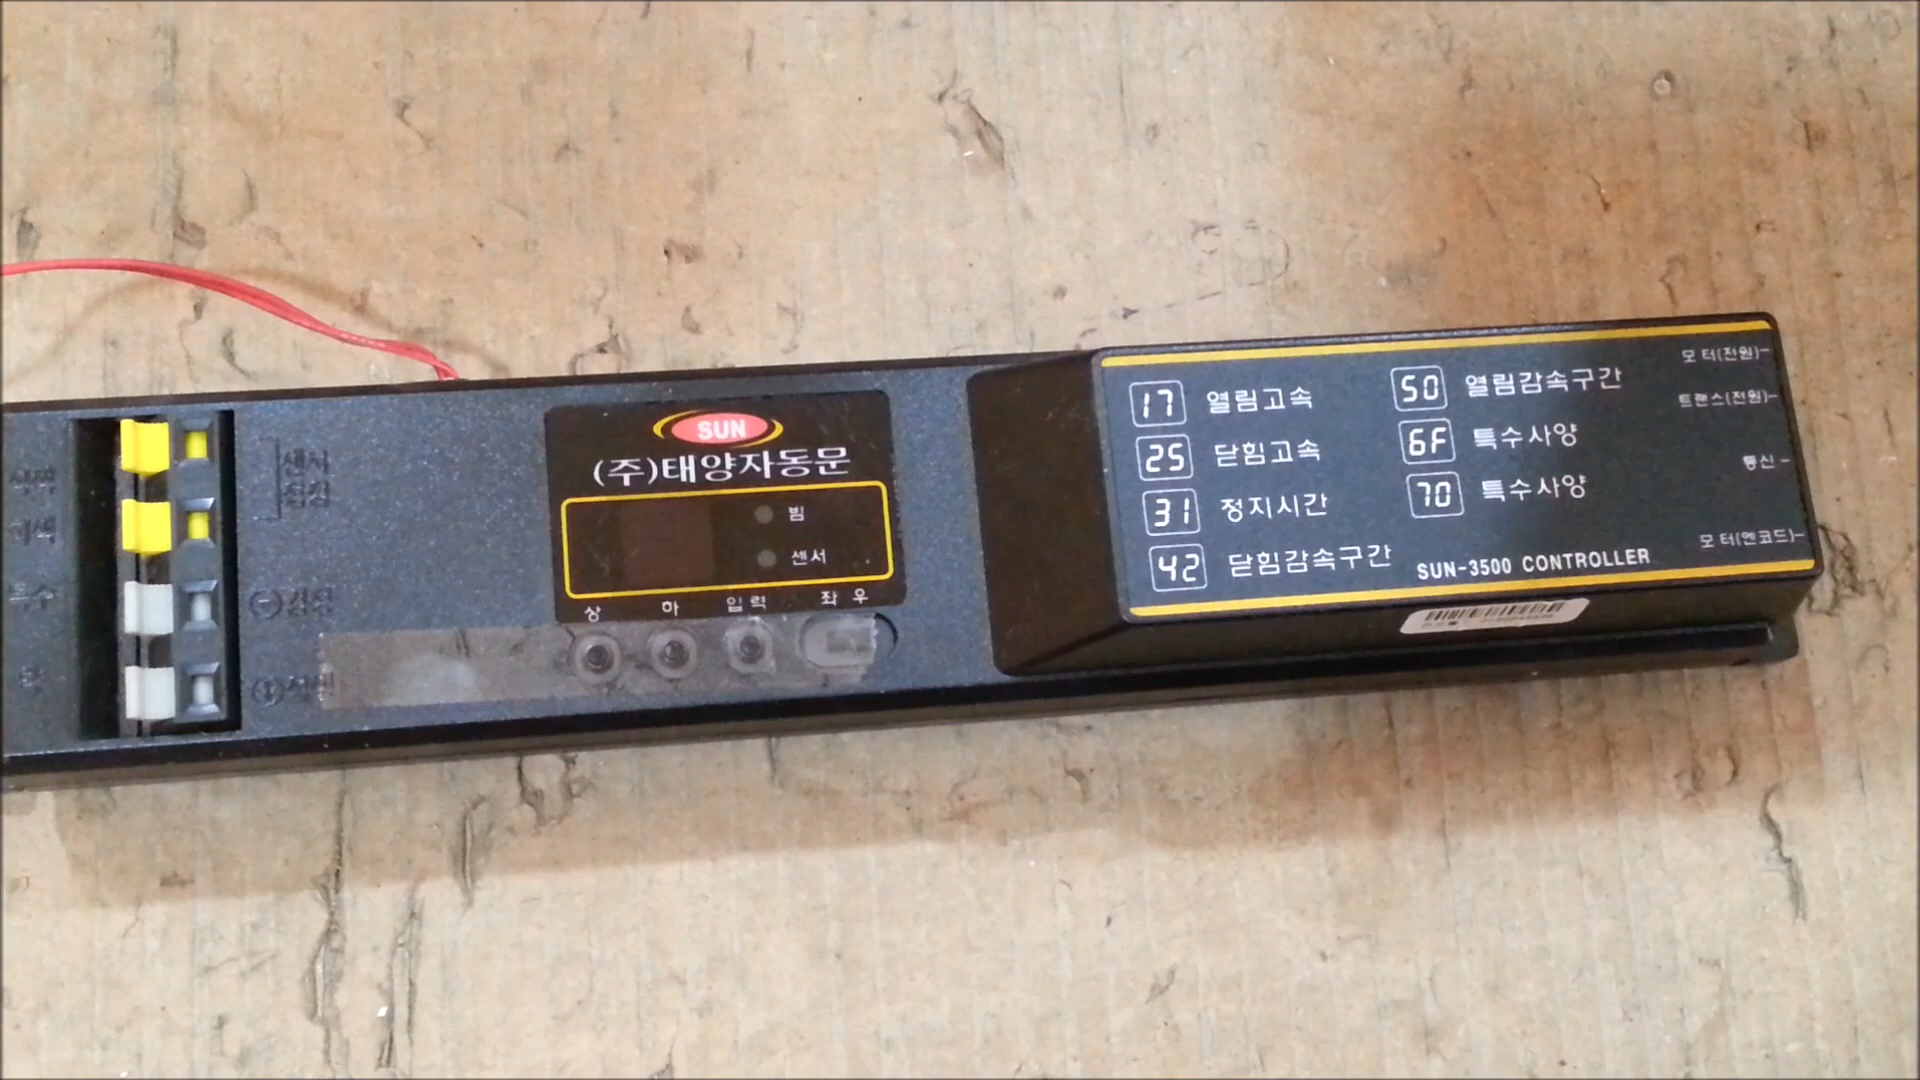 센서
검정
(-)검정
SUN
(주)태양자동문
빔
센서
상 하 입력 좌 우
17 열림고속
25 닫힘고속
31 정지시간
42 닫힘감속구간
50 열림감속구간
6F 특수사양
70 특수사양
SUN-3500 CONTROLLER
모터(전원)-
트랜스(전원)-
통신-
모터(엔코드)-